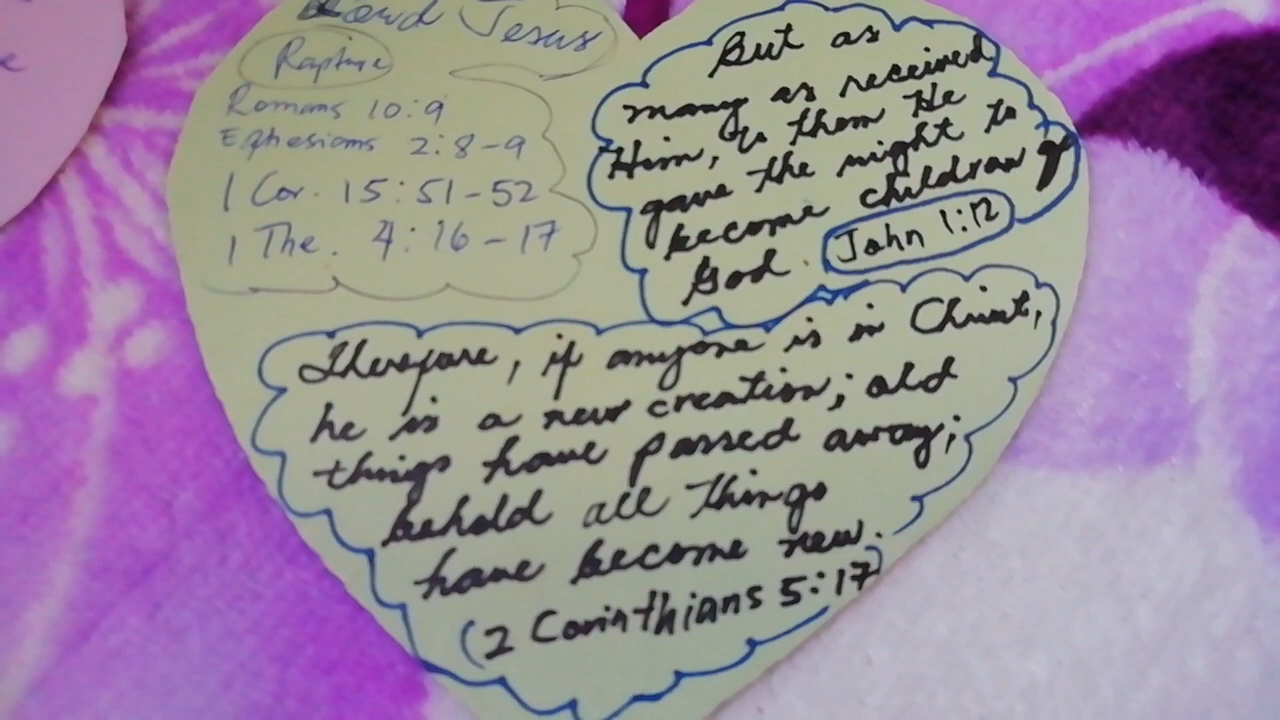 Lord Jesus
Rapture
Romans 10:9
Ephesians 2:8-9
1 Cor. 15:51-52
1 The. 4:16-17
But as
many as received
Him, to them He
gave the right to
become children of
God. John 1:12
Therefore, if anyone is in Christ,
he is a new creation; old
things have passed away;
behold all things
have become new.
(2 Corinthians 5:17)